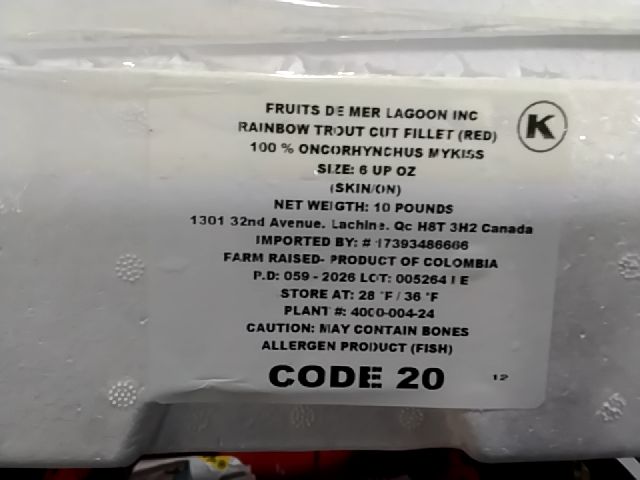 FRUITS DE MER LAGOON INC
K
RAINBOW TROUT CUT FILLET (RED)
100 % ONCORHYNCHUS MYKISS
SIZE: 6 UP OZ
(SKIN/ON)
NET WEIGTH: 10 POUNDS
1301 32nd Avenue. Lachine. Qc H8T 3H2 Canada
IMPORTED BY: # 17393486666
FARM RAISED- PRODUCT OF COLOMBIA
P.D: 059 - 2026 LOT: 005264 I E
STORE AT: 28 °F / 36 °F
PLANT #: 4000-004-24
CAUTION: MAY CONTAIN BONES
ALLERGEN PRODUCT (FISH)
CODE 20
12